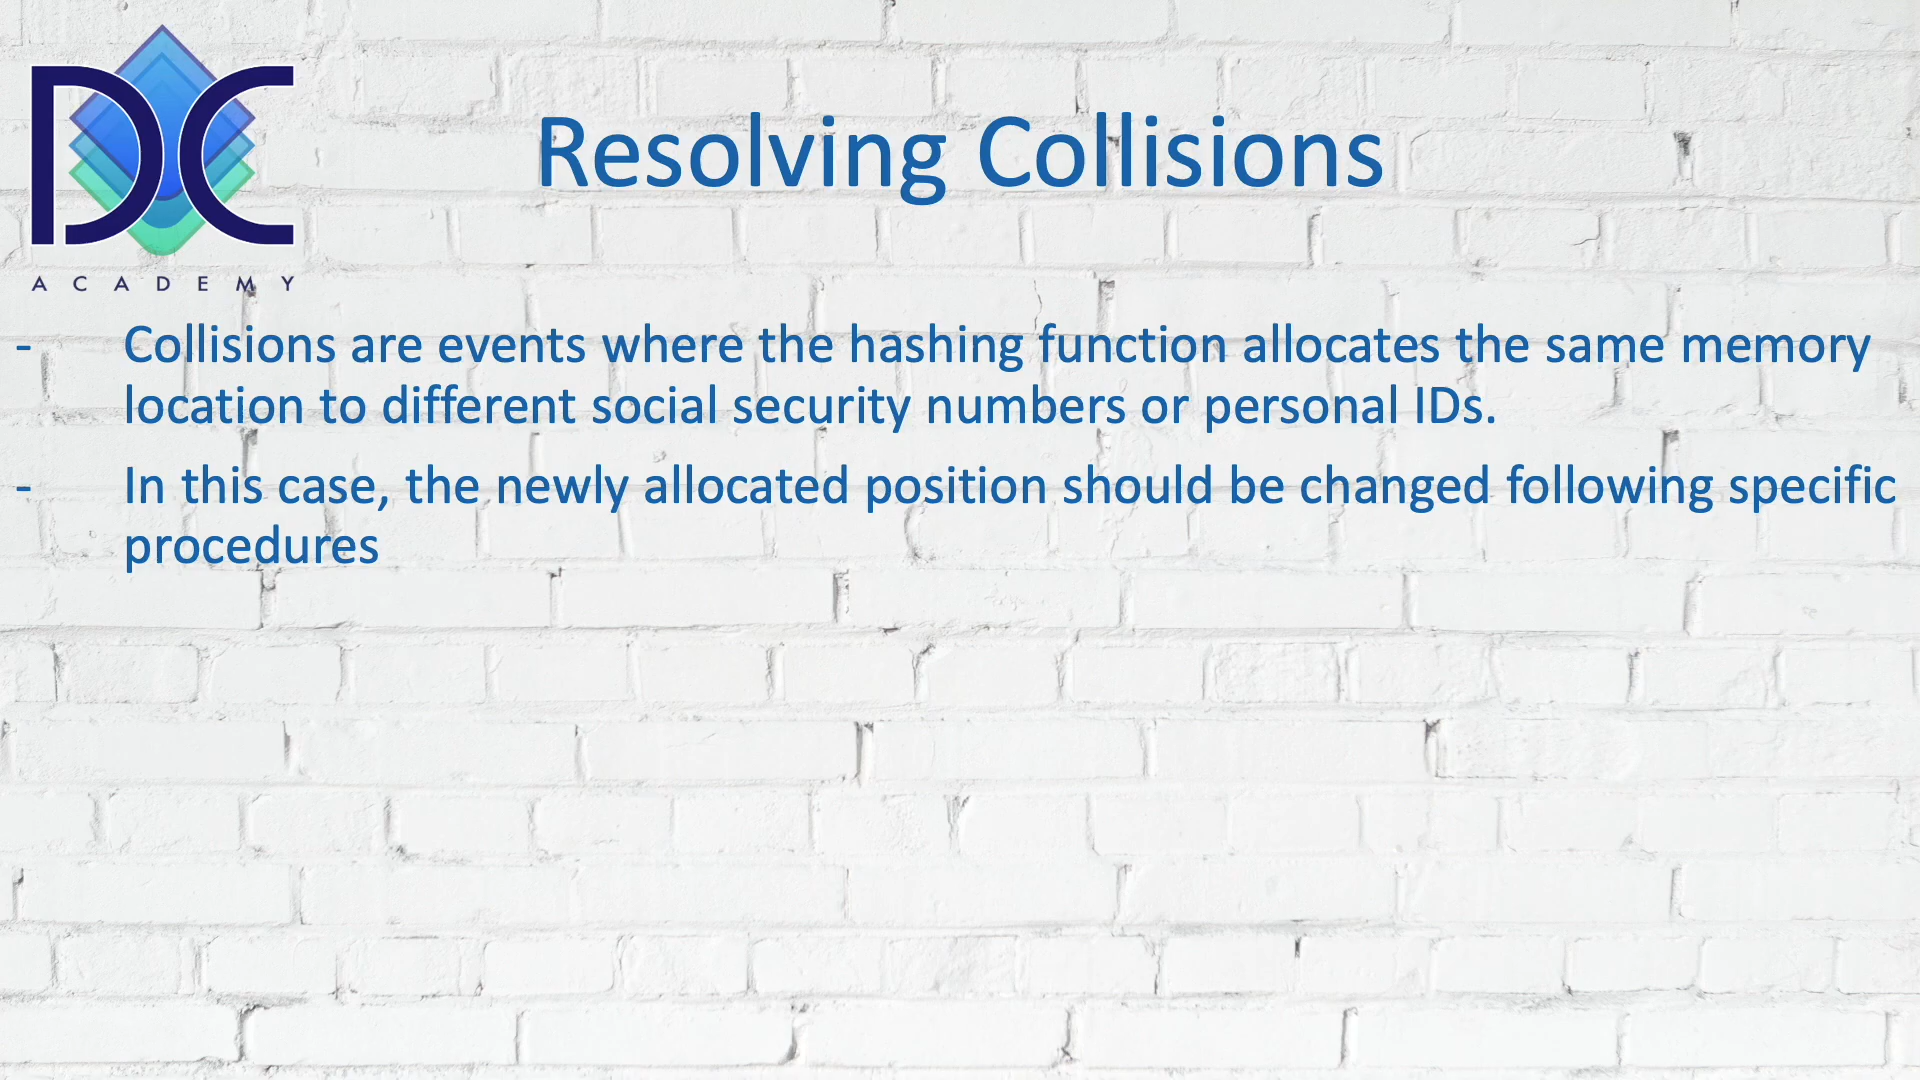 DC
ACADEMY
Resolving Collisions
- Collisions are events where the hashing function allocates the same memory
location to different social security numbers or personal IDs.
- In this case, the newly allocated position should be changed following specific
procedures